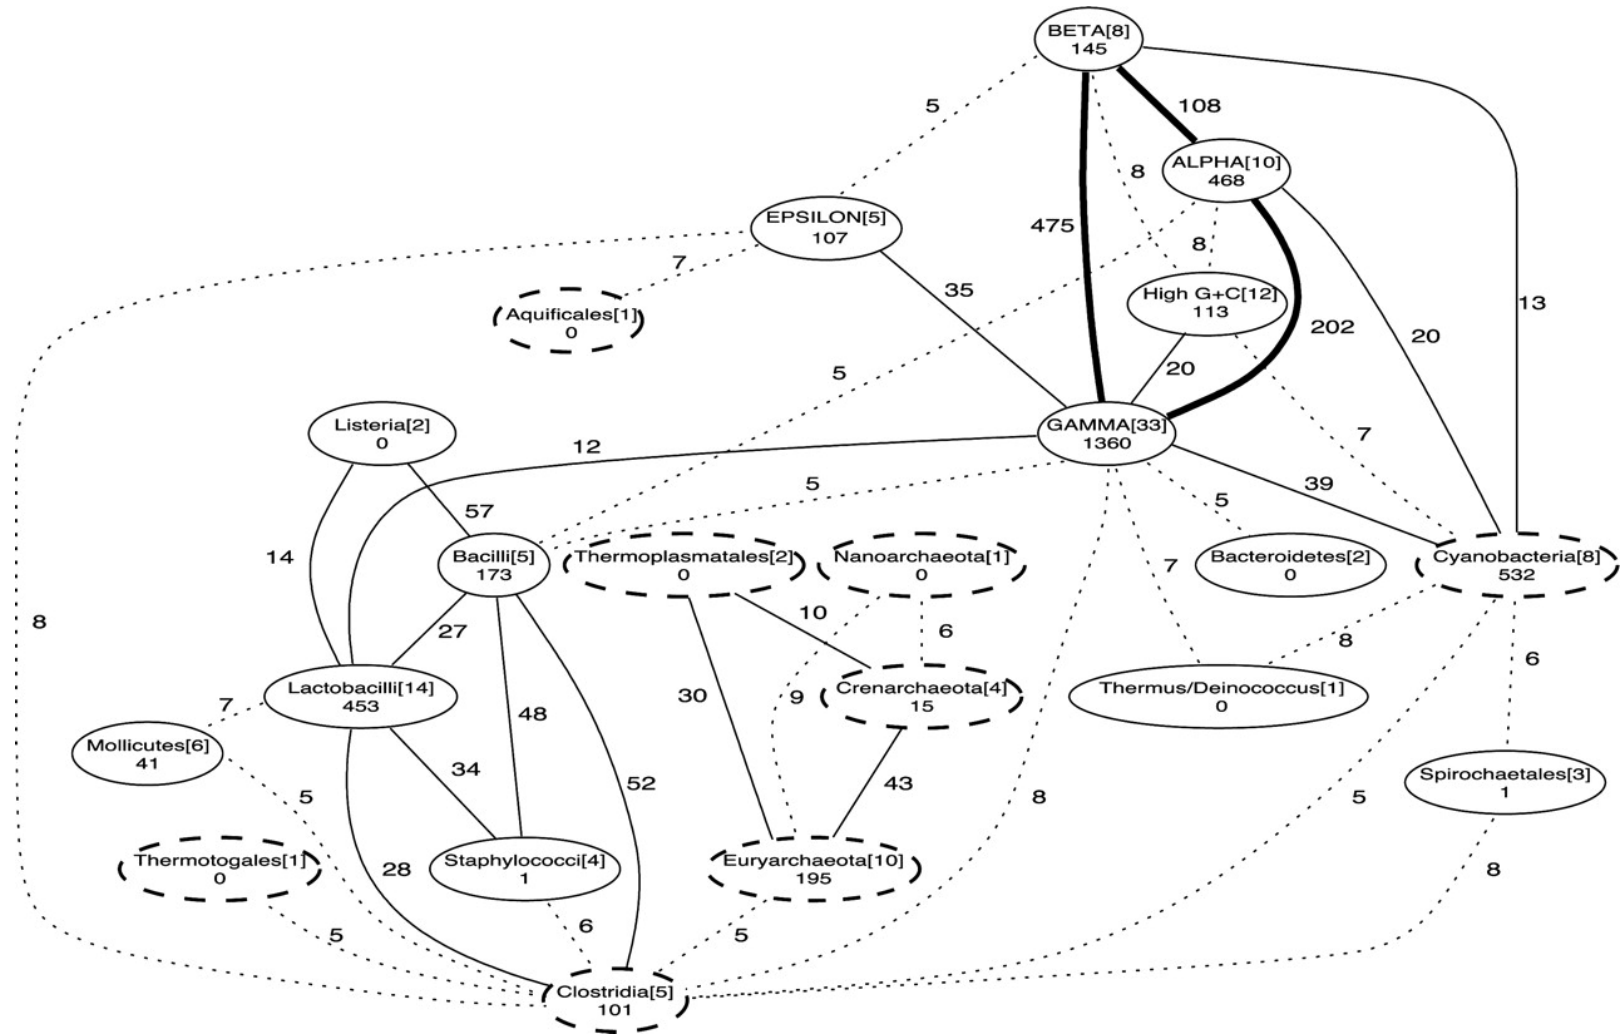 BETA[8]
145
5
108
ALPHA[10]
468
8
EPSILON[5]
107
475
8
7
35
High G+C[12]
113
13
Aquificales[1]
0
202
20
20
5
Listeria[2]
0
GAMMA[33]
1360
7
12
5
39
5
57
14
Bacilli[5]
173
Thermoplasmatales[2]
0
Nanoarchaeota[1]
0
7
Bacteroidetes[2]
0
Cyanobacteria[8]
532
8
27
10
6
8
6
Lactobacilli[14]
453
7
48
30
9
Crenarchaeota[4]
15
Thermus/Deinococcus[1]
0
Mollicutes[6]
41
34
52
43
5
8
5
Spirochaetales[3]
1
Thermotogales[1]
0
28
Staphylococci[4]
1
Euryarchaeota[10]
195
8
5
6
5
Clostridia[5]
101